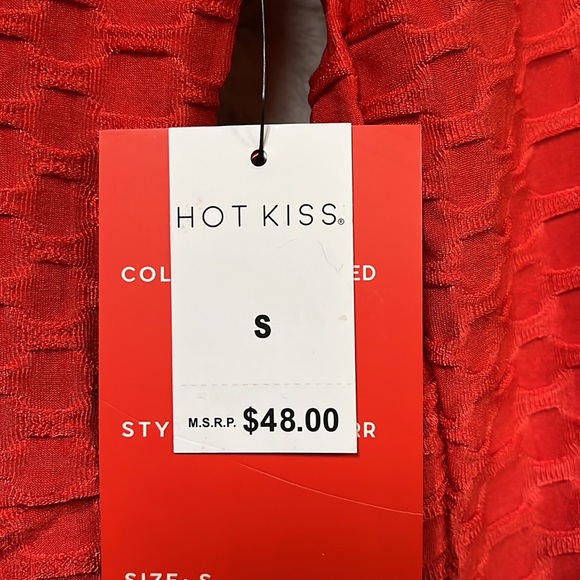 HOT KISS®
COL ED
S
M.S.R.P. $48.00
STY RR
SIZE: S